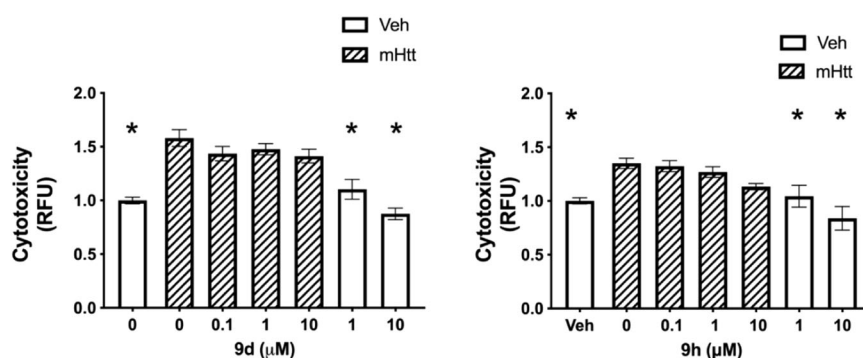 Veh
mHtt
2.0
1.5
1.0
0.5
0.0
Cytotoxicity
(RFU)
* * *
0 0 0.1 1 10 1 10
9d (μM)
Veh
mHtt
2.0
1.5
1.0
0.5
0.0
Cytotoxicity
(RFU)
* * *
Veh 0 0.1 1 10 1 10
9h (μM)